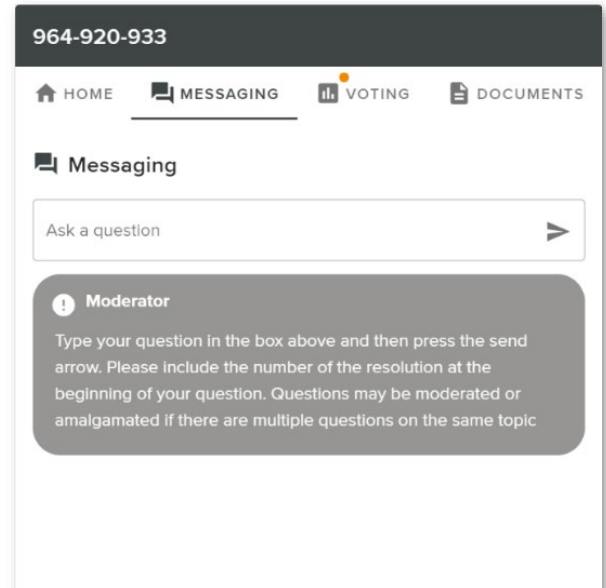 964-920-933
HOME MESSAGING VOTING DOCUMENTS
Messaging
Ask a question
Moderator
Type your question in the box above and then press the send
arrow. Please include the number of the resolution at the
beginning of your question. Questions may be moderated or
amalgamated if there are multiple questions on the same topic